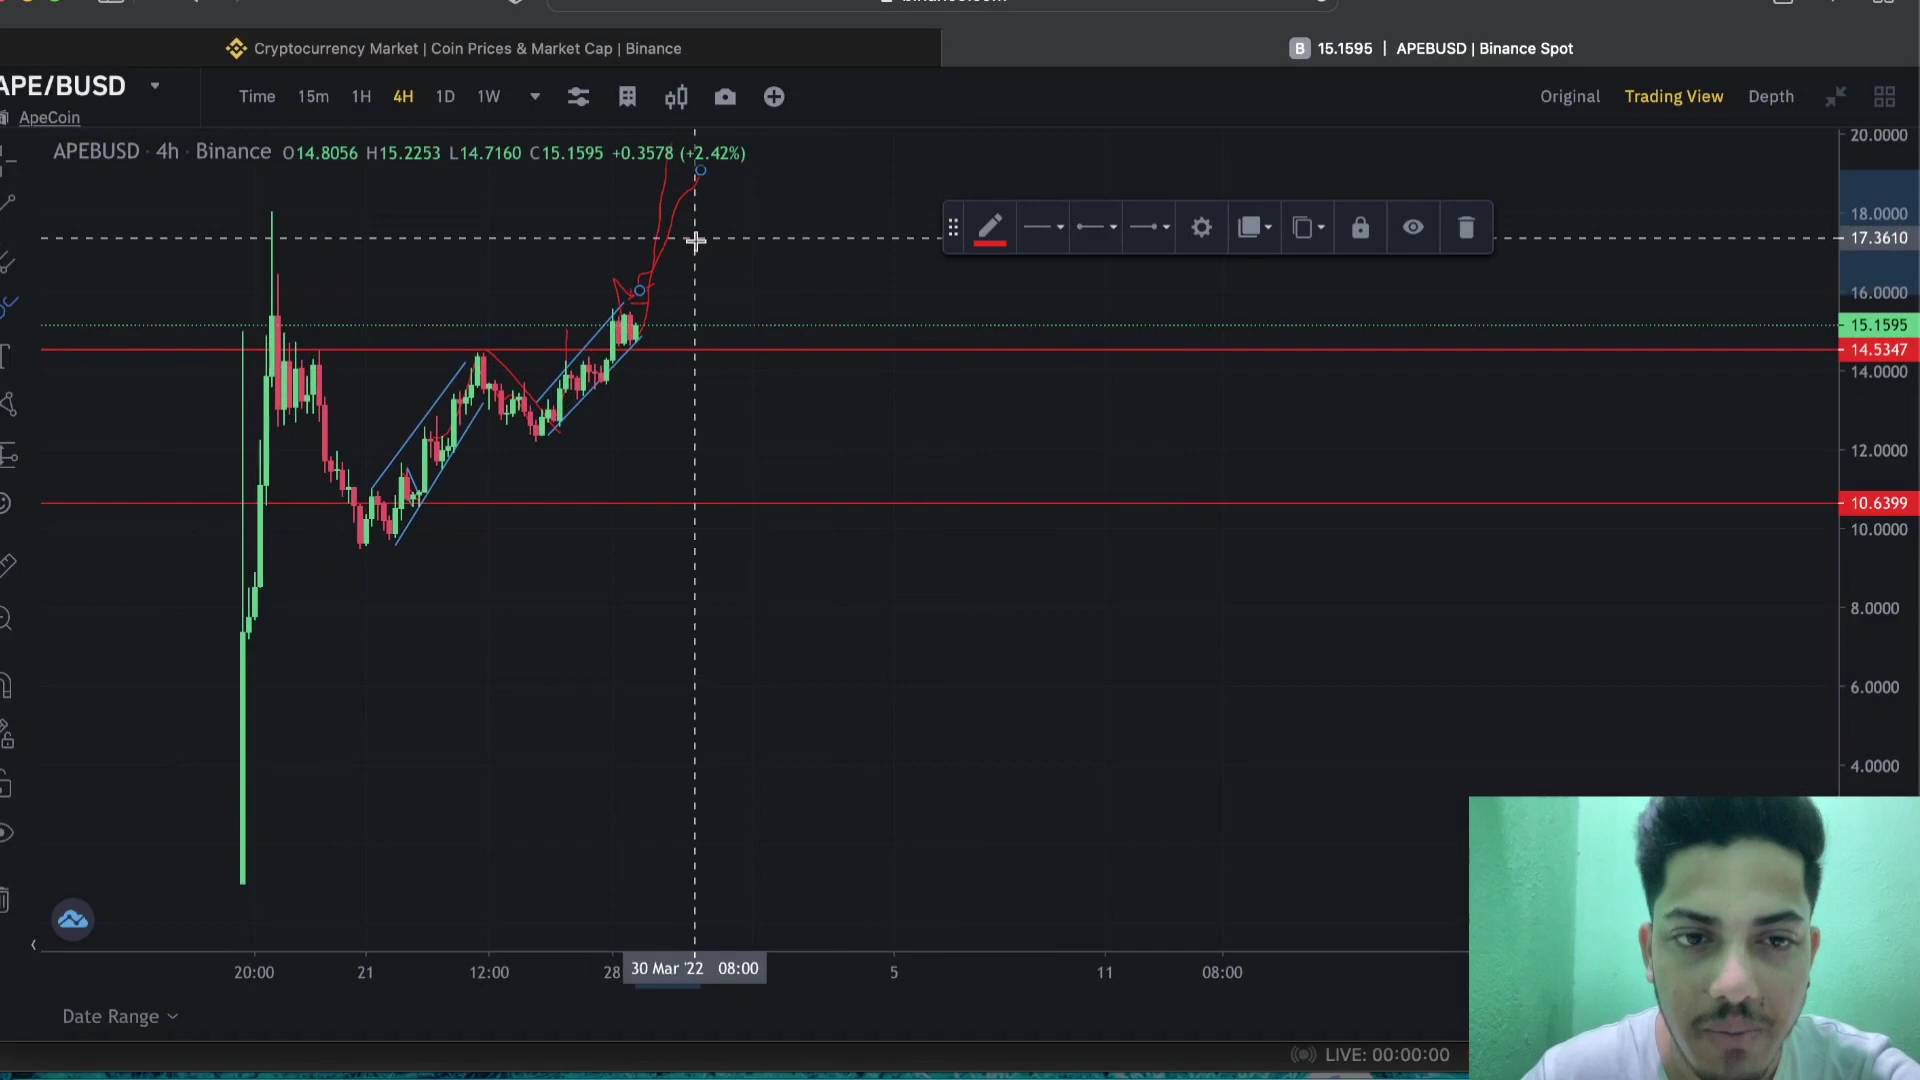 Cryptocurrency Market | Coin Prices & Market Cap | Binance
B 15.1595 | APEBUSD | Binance Spot
APE/BUSD
ApeCoin
Time 15m 1H 4H 1D 1W
Original Trading View Depth
APEBUSD · 4h · Binance O14.8056 H15.2253 L14.7160 C15.1595 +0.3578 (+2.42%)
20.0000
18.0000
17.3610
16.0000
15.1595
14.5347
14.0000
12.0000
10.6399
10.0000
8.0000
6.0000
4.0000
20:00 21 12:00 28 30 Mar '22 08:00 5 11 08:00
Date Range
LIVE: 00:00:00